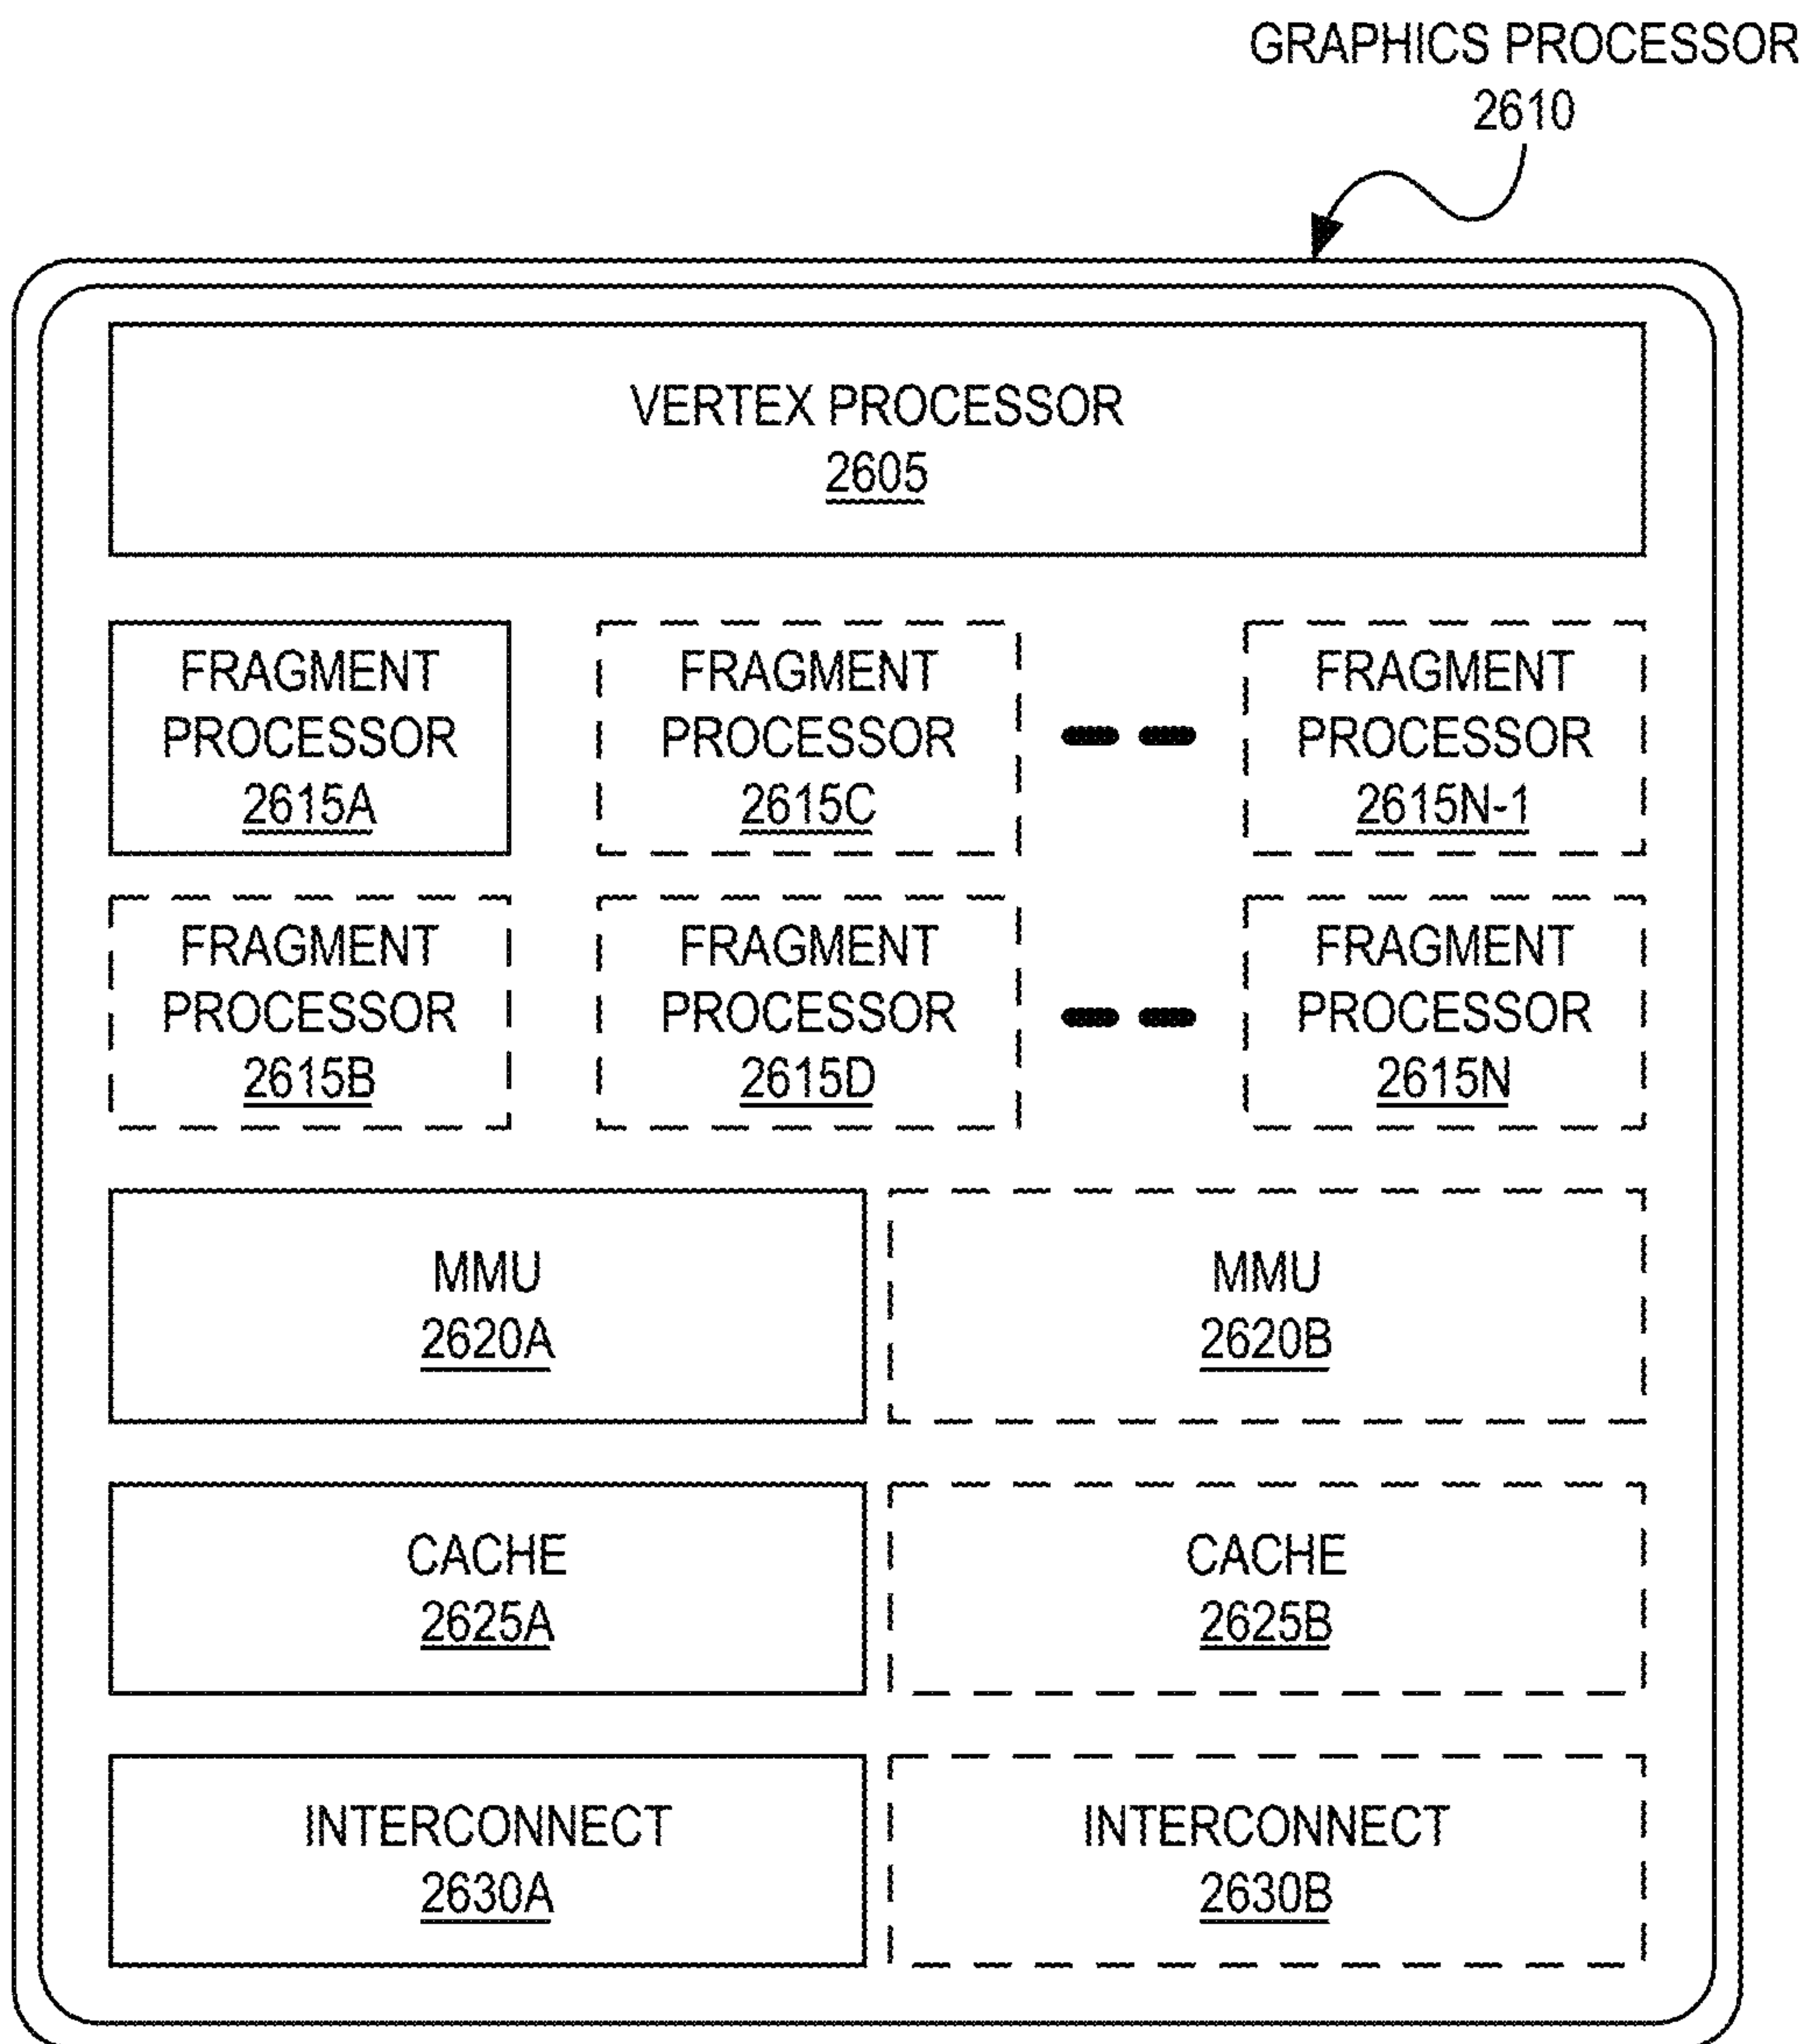 GRAPHICS PROCESSOR
2610
VERTEX PROCESSOR
2605
FRAGMENT
PROCESSOR
2615A
FRAGMENT
PROCESSOR
2615C
FRAGMENT
PROCESSOR
2615N-1
FRAGMENT
PROCESSOR
2615B
FRAGMENT
PROCESSOR
2615D
FRAGMENT
PROCESSOR
2615N
MMU
2620A
MMU
2620B
CACHE
2625A
CACHE
2625B
INTERCONNECT
2630A
INTERCONNECT
2630B